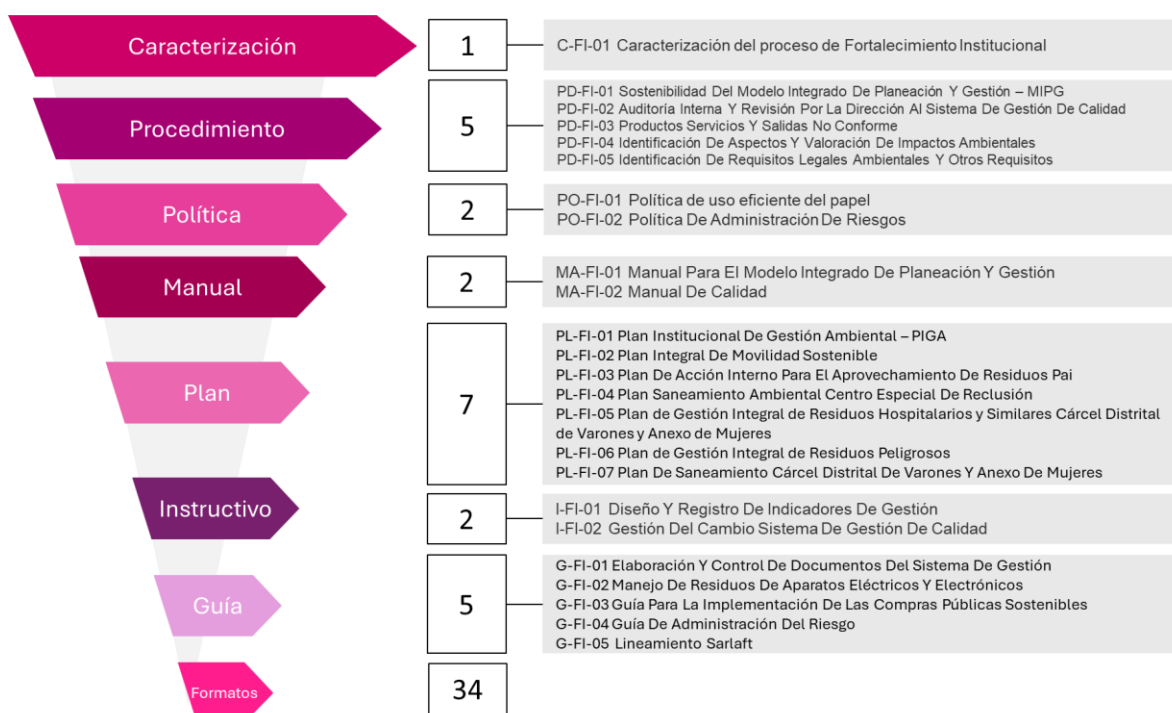 Caracterización
1
C-FI-01 Caracterización del proceso de Fortalecimiento Institucional
Procedimiento
5
PD-FI-01 Sostenibilidad Del Modelo Integrado De Planeación Y Gestión – MIPG
PD-FI-02 Auditoría Interna Y Revisión Por La Dirección Al Sistema De Gestión De Calidad
PD-FI-03 Productos Servicios Y Salidas No Conforme
PD-FI-04 Identificación De Aspectos Y Valoración De Impactos Ambientales
PD-FI-05 Identificación De Requisitos Legales Ambientales Y Otros Requisitos
Política
2
PO-FI-01 Política de uso eficiente del papel
PO-FI-02 Política De Administración De Riesgos
Manual
2
MA-FI-01 Manual Para El Modelo Integrado De Planeación Y Gestión
MA-FI-02 Manual De Calidad
Plan
7
PL-FI-01 Plan Institucional De Gestión Ambiental – PIGA
PL-FI-02 Plan Integral De Movilidad Sostenible
PL-FI-03 Plan De Acción Interno Para El Aprovechamiento De Residuos Pai
PL-FI-04 Plan Saneamiento Ambiental Centro Especial De Reclusión
PL-FI-05 Plan de Gestión Integral de Residuos Hospitalarios y Similares Cárcel Distrital
de Varones y Anexo de Mujeres
PL-FI-06 Plan de Gestión Integral de Residuos Peligrosos
PL-FI-07 Plan De Saneamiento Cárcel Distrital De Varones Y Anexo De Mujeres
Instructivo
2
I-FI-01 Diseño Y Registro De Indicadores De Gestión
I-FI-02 Gestión Del Cambio Sistema De Gestión De Calidad
Guía
5
G-FI-01 Elaboración Y Control De Documentos Del Sistema De Gestión
G-FI-02 Manejo De Residuos De Aparatos Eléctricos Y Electrónicos
G-FI-03 Guía Para La Implementación De Las Compras Públicas Sostenibles
G-FI-04 Guía De Administración Del Riesgo
G-FI-05 Lineamiento Sarlaft
Formatos
34